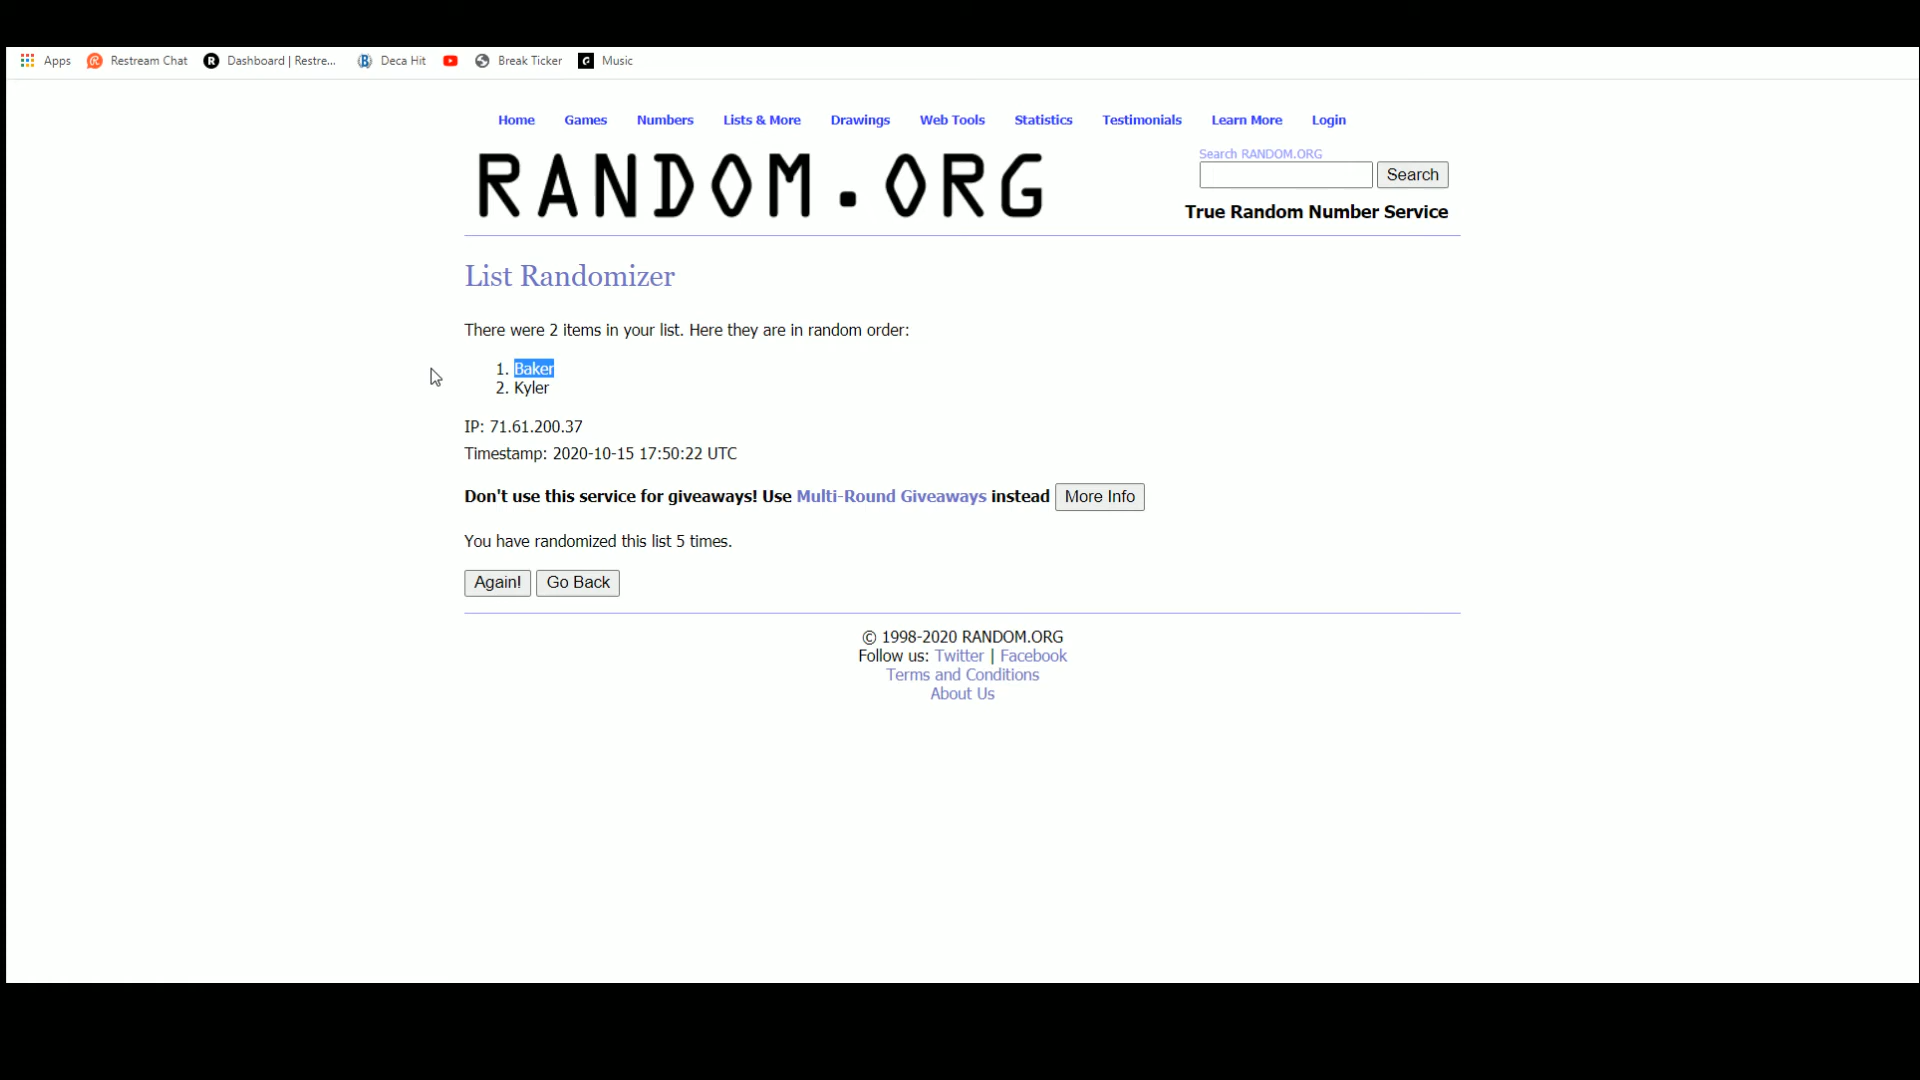 Apps Restream Chat Dashboard | Restre... Deca Hit Break Ticker Music
Home Games Numbers Lists & More Drawings Web Tools Statistics Testimonials Learn More Login
RANDOM.ORG
Search RANDOM.ORG
Search
True Random Number Service
List Randomizer
There were 2 items in your list. Here they are in random order:
1. Baker
2. Kyler
IP: 71.61.200.37
Timestamp: 2020-10-15 17:50:22 UTC
Don't use this service for giveaways! Use Multi-Round Giveaways instead More Info
You have randomized this list 5 times.
Again! Go Back
© 1998-2020 RANDOM.ORG
Follow us: Twitter | Facebook
Terms and Conditions
About Us